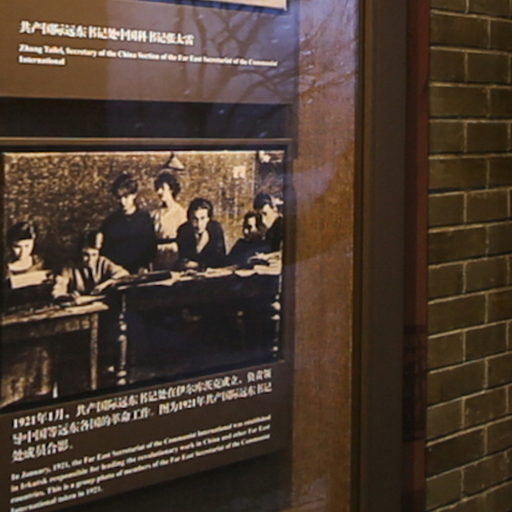 共产国际远东书记处中国科书记张太雷
Zhang Tailei, Secretary of the China Section of the Far East Secretariat of the Communist
International
1921年1月，共产国际远东书记处在伊尔库茨克成立，负责领
导中国等远东各国的革命工作。图为1921年共产国际远东书记
处成员合影。
In January, 1921, the Far East Secretariat of the Communist International was established
in Irkutsk responsible for leading the revolutionary work in China and other Far East
countries. This is a group photo of members of the Far East Secretariat of the Communist
International taken in 1921.